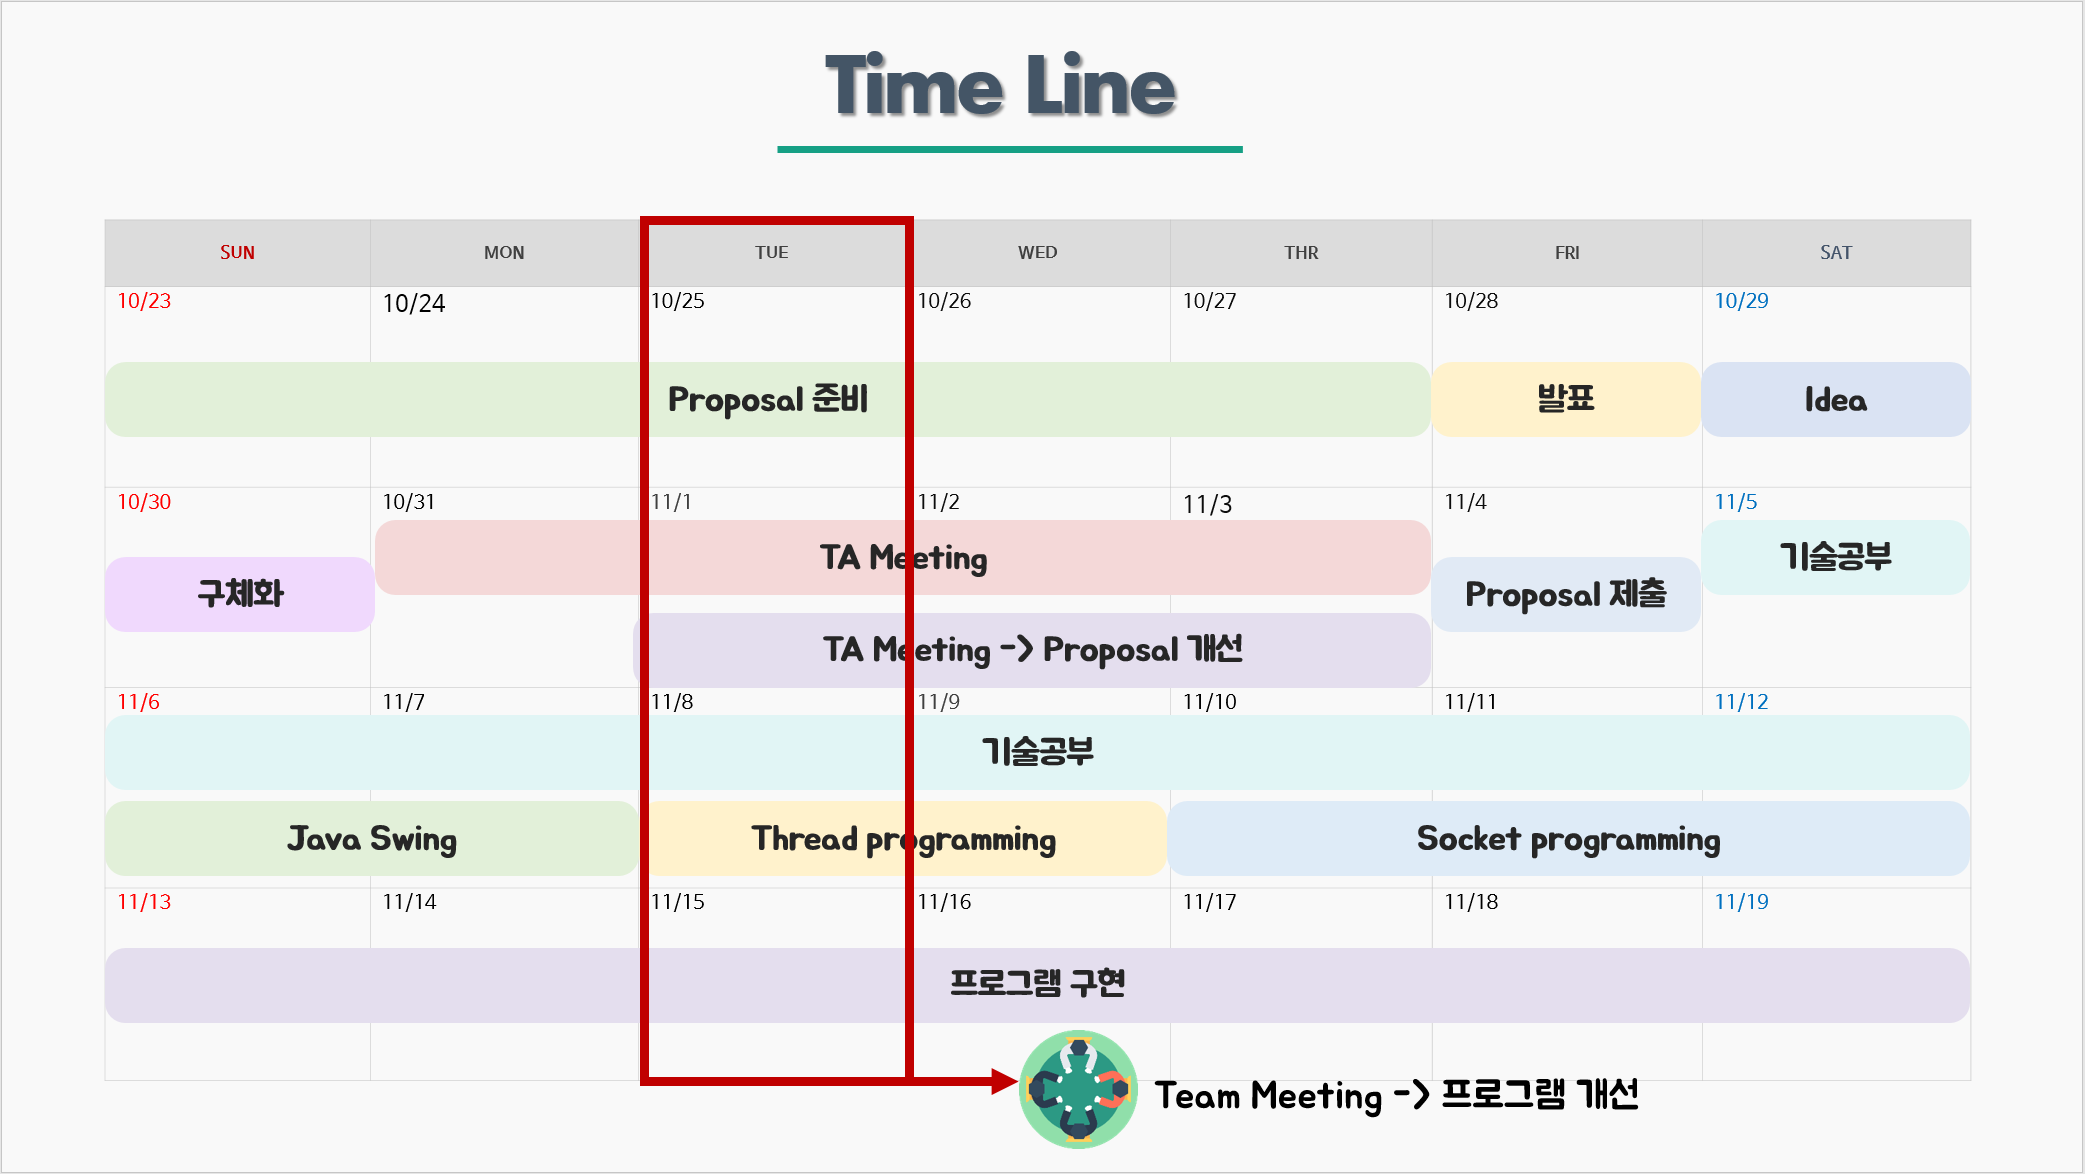 Time Line
SUN MON TUE WED THR FRI SAT
10/23 10/24 10/25 10/26 10/27 10/28 10/29
Proposal 준비 발표 Idea
10/30 10/31 11/1 11/2 11/3 11/4 11/5
TA Meeting 기술공부
구체화 Proposal 제출
TA Meeting -> Proposal 개선
11/6 11/7 11/8 11/9 11/10 11/11 11/12
기술공부
Java Swing Thread programming Socket programming
11/13 11/14 11/15 11/16 11/17 11/18 11/19
프로그램 구현
Team Meeting -> 프로그램 개선